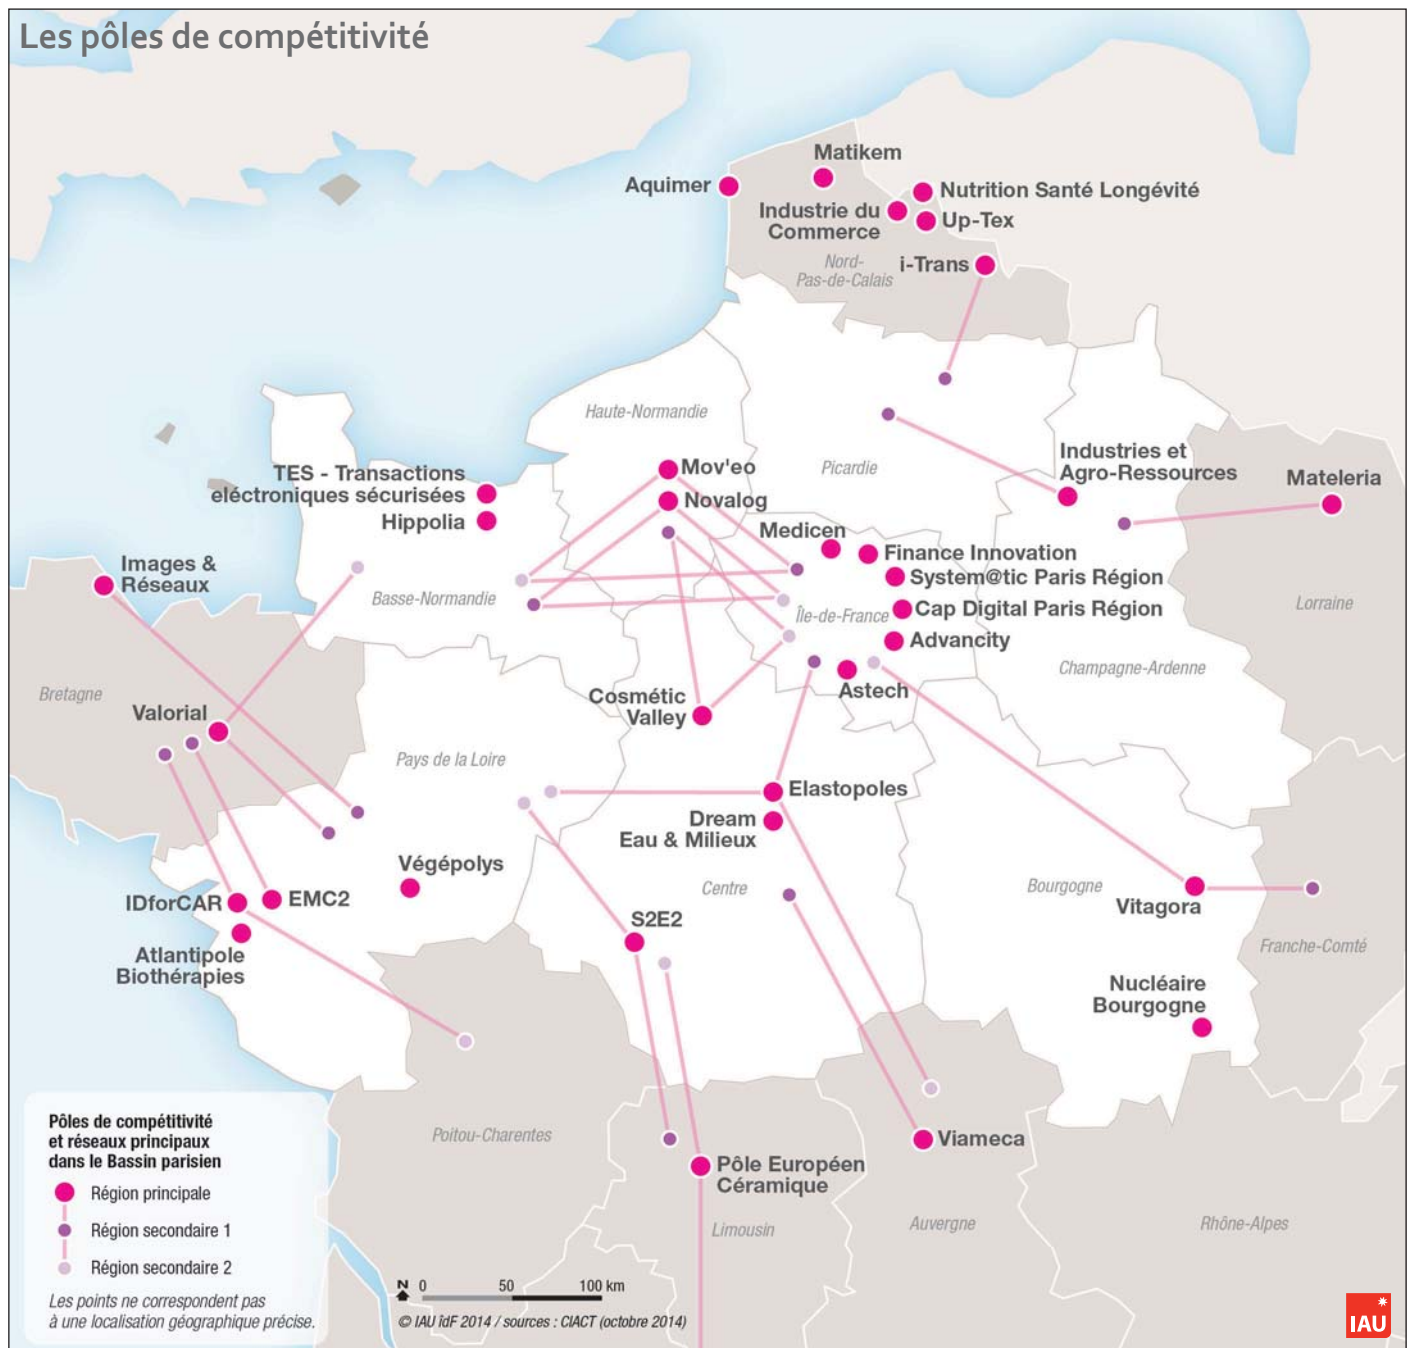 Les pôles de compétitivité
Matikem
Aquimer
Nutrition Santé Longévité
Industrie du
Commerce
Up-Tex
Nord-
Pas-de-Calais
i-Trans
Haute-Normandie
Picardie
Industries et
Agro-Ressources
Mateleria
TES - Transactions
eléctroniques sécurisées
Hippolia
Mov'eo
Novalog
Medicen
Finance Innovation
System@tic Paris Région
Images &
Réseaux
Basse-Normandie
Île-de-France
Cap Digital Paris Région
Lorraine
Advancity
Champagne-Ardenne
Astech
Bretagne
Valorial
Cosmétic
Valley
Pays de la Loire
Elastopoles
Dream
Eau & Milieux
Végépolys
Centre
Bourgogne
Vitagora
IDforCAR
EMC2
S2E2
Franche-Comté
Atlantipole
Biothérapies
Nucléaire
Bourgogne
Poitou-Charentes
Viameca
Pôle Européen
Céramique
Limousin
Auvergne
Rhône-Alpes
Pôles de compétitivité
et réseaux principaux
dans le Bassin parisien
Région principale
Région secondaire 1
Région secondaire 2
Les points ne correspondent pas
à une localisation géographique précise.
N 0 50 100 km
© IAU îdF 2014 / sources : CIACT (octobre 2014)
IAU